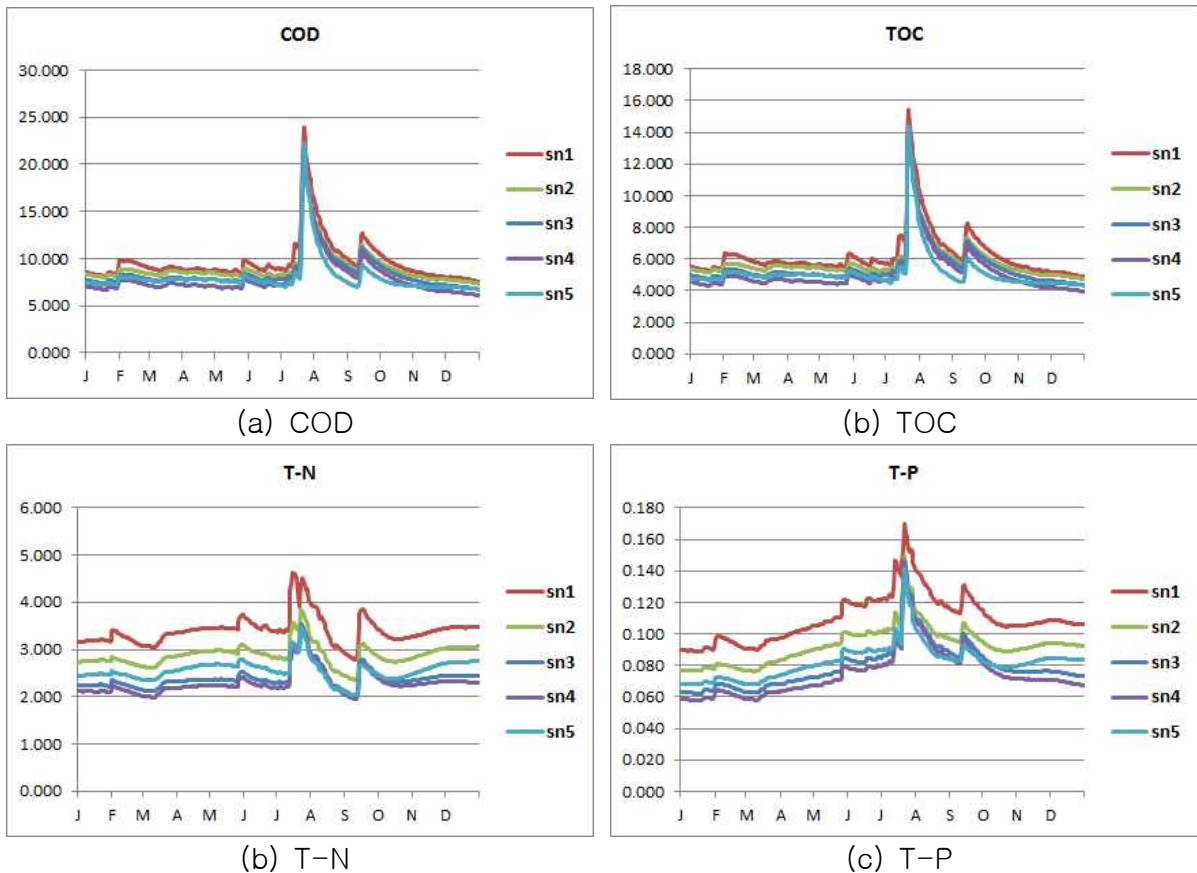 COD
30.000
25.000
20.000
15.000
10.000
5.000
0.000
J F M A M J J A S O N D
sn1
sn2
sn3
sn4
sn5
(a) COD
TOC
18.000
16.000
14.000
12.000
10.000
8.000
6.000
4.000
2.000
0.000
J F M A M J J A S O N D
sn1
sn2
sn3
sn4
sn5
(b) TOC
T-N
6.000
5.000
4.000
3.000
2.000
1.000
0.000
J F M A M J J A S O N D
sn1
sn2
sn3
sn4
sn5
(b) T-N
T-P
0.180
0.160
0.140
0.120
0.100
0.080
0.060
0.040
0.020
0.000
J F M A M J J A S O N D
sn1
sn2
sn3
sn4
sn5
(c) T-P